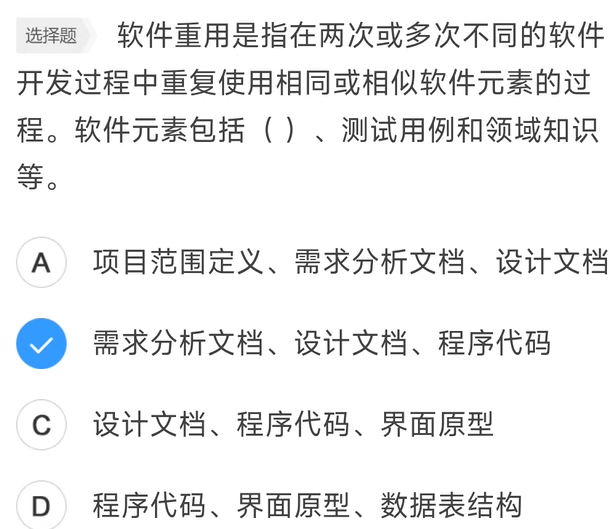 选择题 软件重用是指在两次或多次不同的软件
开发过程中重复使用相同或相似软件元素的过
程。软件元素包括（ ）、测试用例和领域知识
等。
A 项目范围定义、需求分析文档、设计文档
需求分析文档、设计文档、程序代码
C 设计文档、程序代码、界面原型
D 程序代码、界面原型、数据表结构